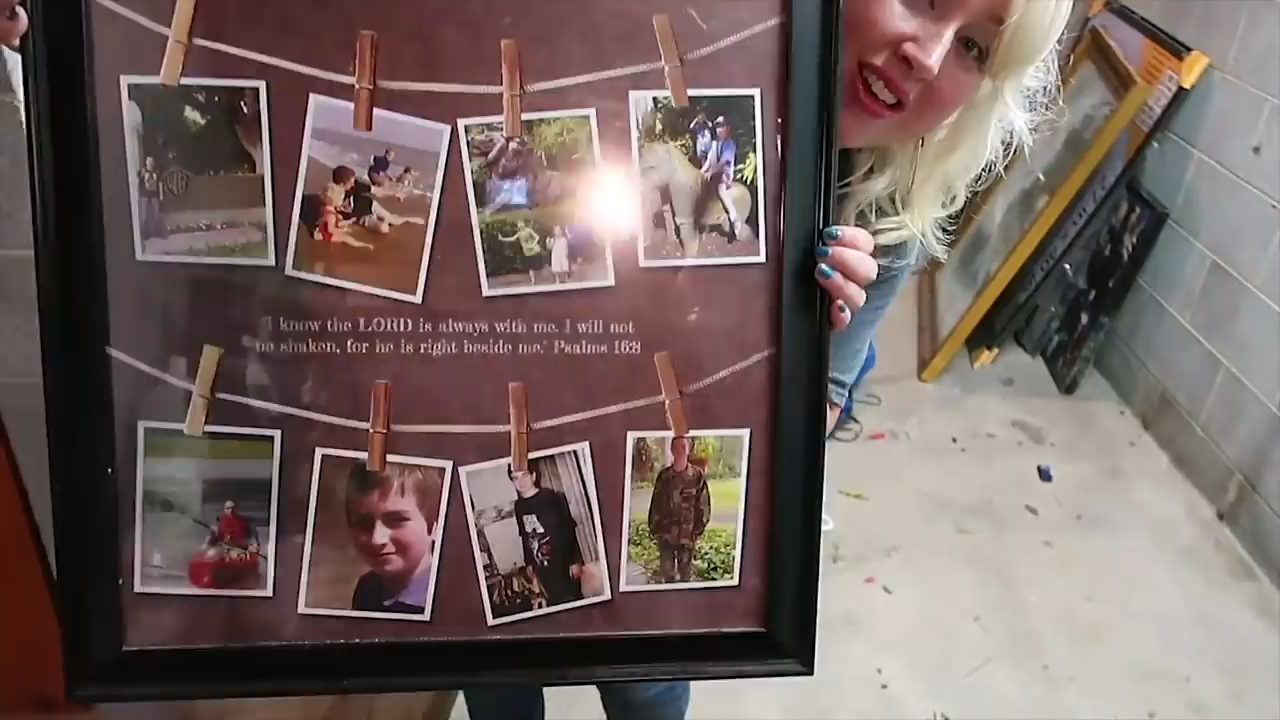 "I know the LORD is always with me. I will not
be shaken, for he is right beside me." Psalms 16:8